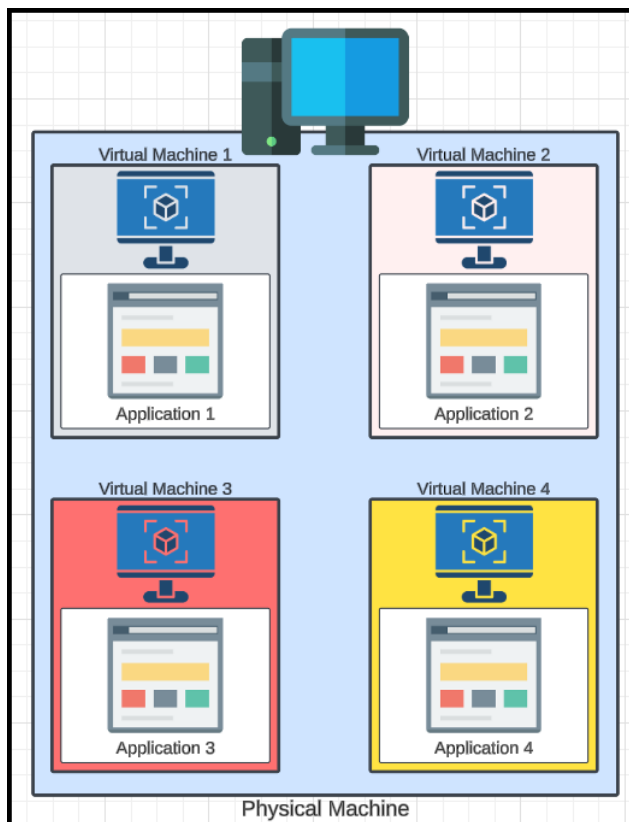 Virtual Machine 1
Virtual Machine 2
Application 1
Application 2
Virtual Machine 3
Virtual Machine 4
Application 3
Application 4
Physical Machine